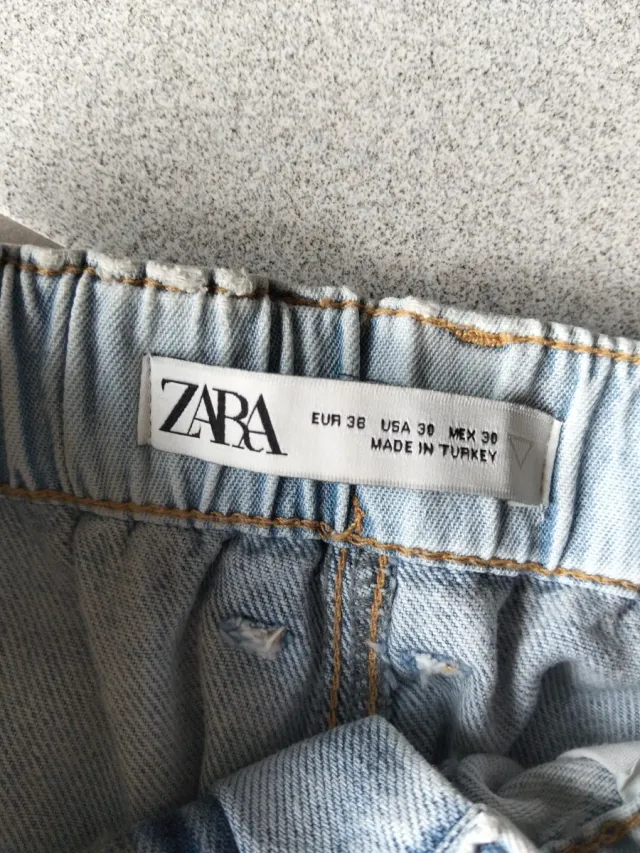 ZARA
EUR 38 USA 30 MEX 30
MADE IN TURKEY